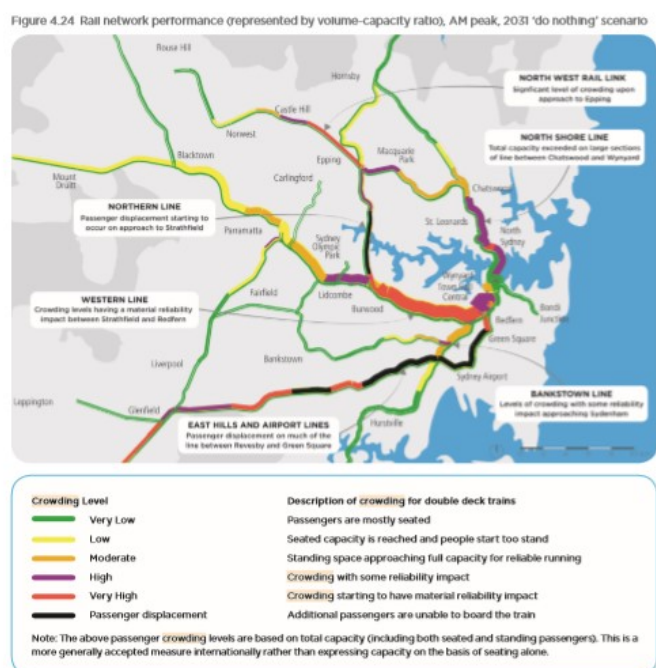 Figure 4.24 Rail network performance (represented by volume-capacity ratio), AM peak, 2031 'do nothing' scenario
Rouse Hill
Hornsby
NORTH WEST RAIL LINK
Signficant level of crowding upon
approach to Epping
Castle Hill
Norwest
NORTH SHORE LINE
Total capacity exceeded on large sections
of line between Chatswood and Wynyard
Epping
Macquarie
Park
Blacktown
Carlingford
Mount
Druitt
Chatswood
NORTHERN LINE
Passenger displacement starting to
occur on approach to Strathfield
Parramatta
St. Leonards
North
Sydney
Sydney
Olympic
Park
Wynyard
Town Hall
Central
WESTERN LINE
Crowding levels having a material reliability
impact between Strathfield and Redfern
Fairfield
Lidcombe
Burwood
Bondi
Junction
Redfern
Green Square
Liverpool
Bankstown
Sydney Airport
BANKSTOWN LINE
Levels of crowding with some reliability
impact approaching Sydenham
Leppington
Glenfield
EAST HILLS AND AIRPORT LINES
Passenger displacement on much of the
line between Revesby and Green Square
Hurstville
Crowding Level Description of crowding for double deck trains
Very Low Passengers are mostly seated
Low Seated capacity is reached and people start too stand
Moderate Standing space approaching full capacity for reliable running
High Crowding with some reliability impact
Very High Crowding starting to have material reliability impact
Passenger displacement Additional passengers are unable to board the train
Note: The above passenger crowding levels are based on total capacity (including both seated and standing passengers). This is
a more generally accepted measure internationally rather than expressing capacity on the basis of seating alone.